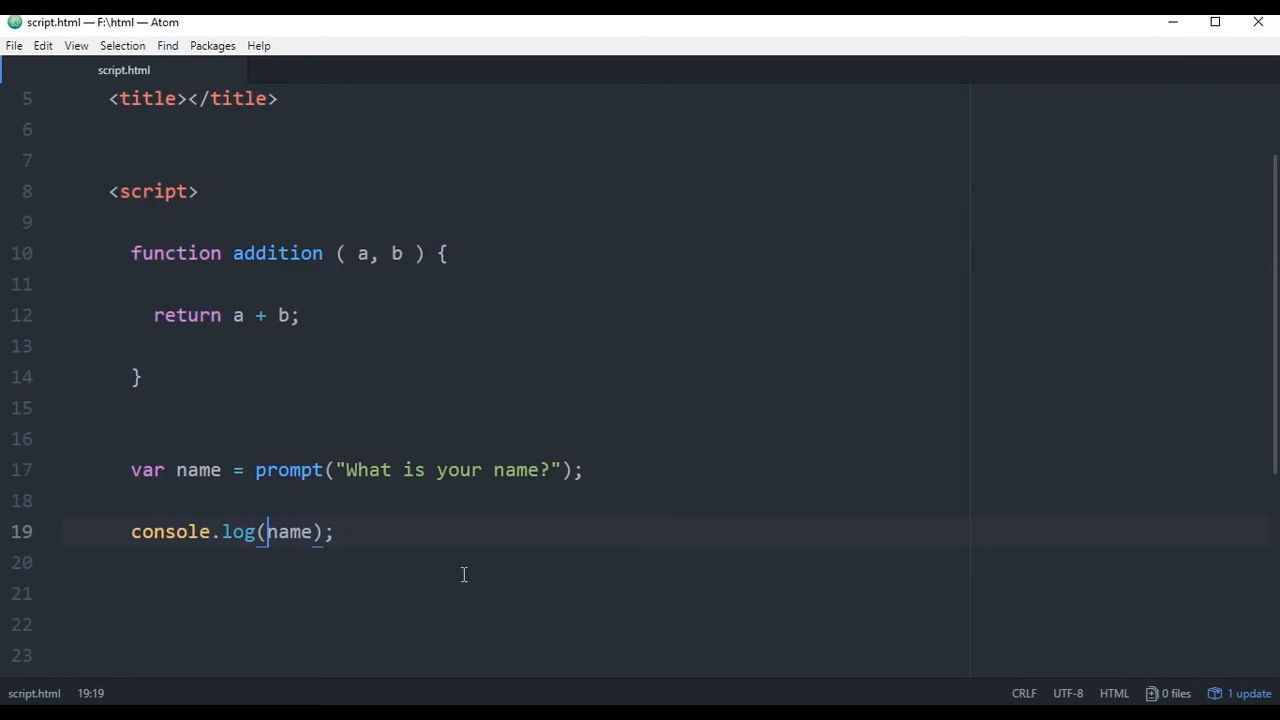 script.html — F:\html — Atom
File Edit View Selection Find Packages Help
script.html
5 <title></title>
6
7
8 <script>
9
10 function addition ( a, b ) {
11
12 return a + b;
13
14 }
15
16
17 var name = prompt("What is your name?");
18
19 console.log(name);
20
21
22
23
script.html 19:19 CRLF UTF-8 HTML 0 files 1 update